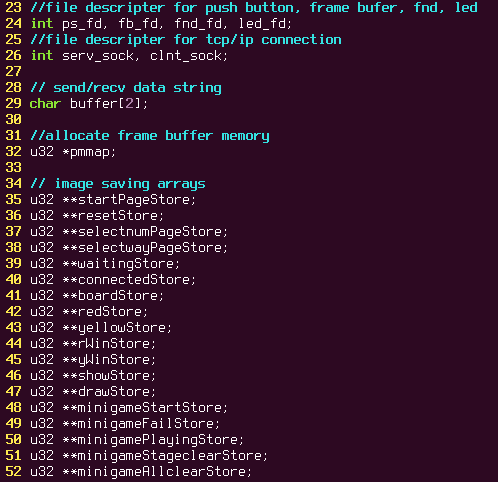 23 //file descripter for push button, frame bufer, fnd, led
24 int ps_fd, fb_fd, fnd_fd, led_fd;
25 //file descripter for tcp/ip connection
26 int serv_sock, clnt_sock;
27
28 // send/recv data string
29 char buffer[2];
30
31 //allocate frame buffer memory
32 u32 *pmmap;
33
34 // image saving arrays
35 u32 **startPageStore;
36 u32 **resetStore;
37 u32 **selectnumPageStore;
38 u32 **selectwayPageStore;
39 u32 **waitingStore;
40 u32 **connectedStore;
41 u32 **boardStore;
42 u32 **redStore;
43 u32 **yellowStore;
44 u32 **rWinStore;
45 u32 **yWinStore;
46 u32 **showStore;
47 u32 **drawStore;
48 u32 **minigameStartStore;
49 u32 **minigameFailStore;
50 u32 **minigamePlayingStore;
51 u32 **minigameStageclearStore;
52 u32 **minigameAllclearStore;